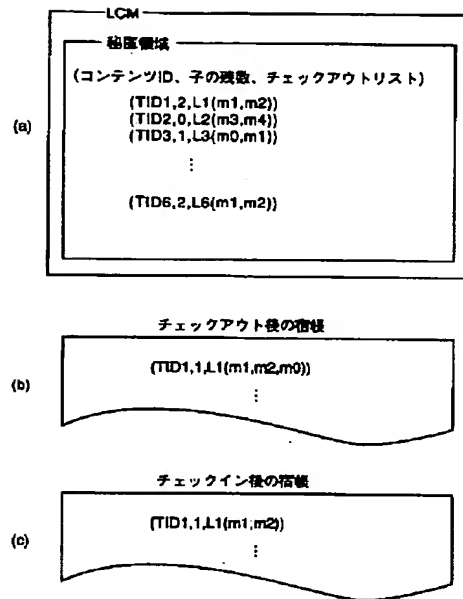 LCM
秘匿領域
(コンテンツID、子の残数、チェックアウトリスト)
(TID1,2,L1(m1,m2))
(TID2,0,L2(m3,m4))
(TID3,1,L3(m0,m1))
⋮
(TID6,2,L6(m1,m2))
(a)
チェックアウト後の宿帳
(TID1,1,L1(m1,m2,m0))
⋮
(b)
チェックイン後の宿帳
(TID1,1,L1(m1,m2))
⋮
(c)